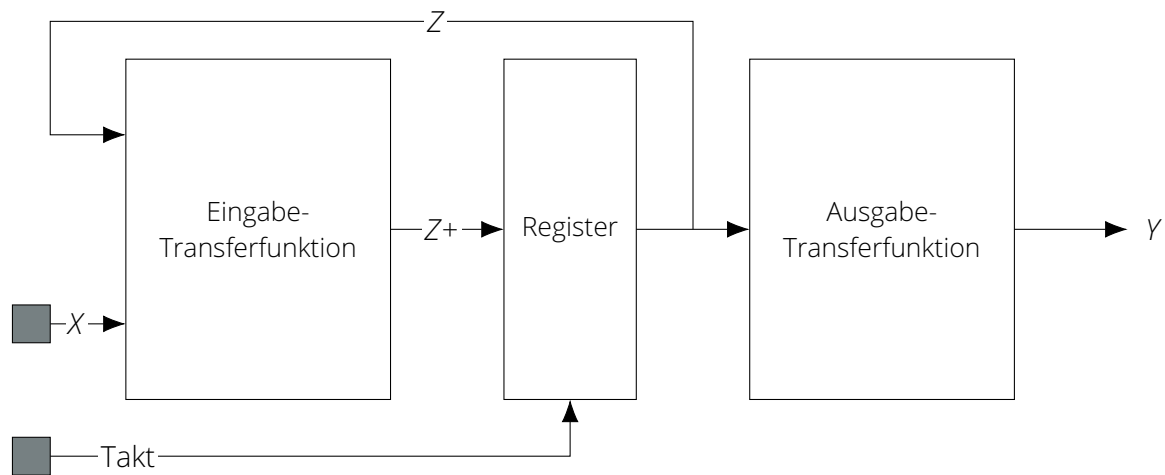 Z
Eingabe-
Transferfunktion
Z+
Register
Ausgabe-
Transferfunktion
Y
X
Takt